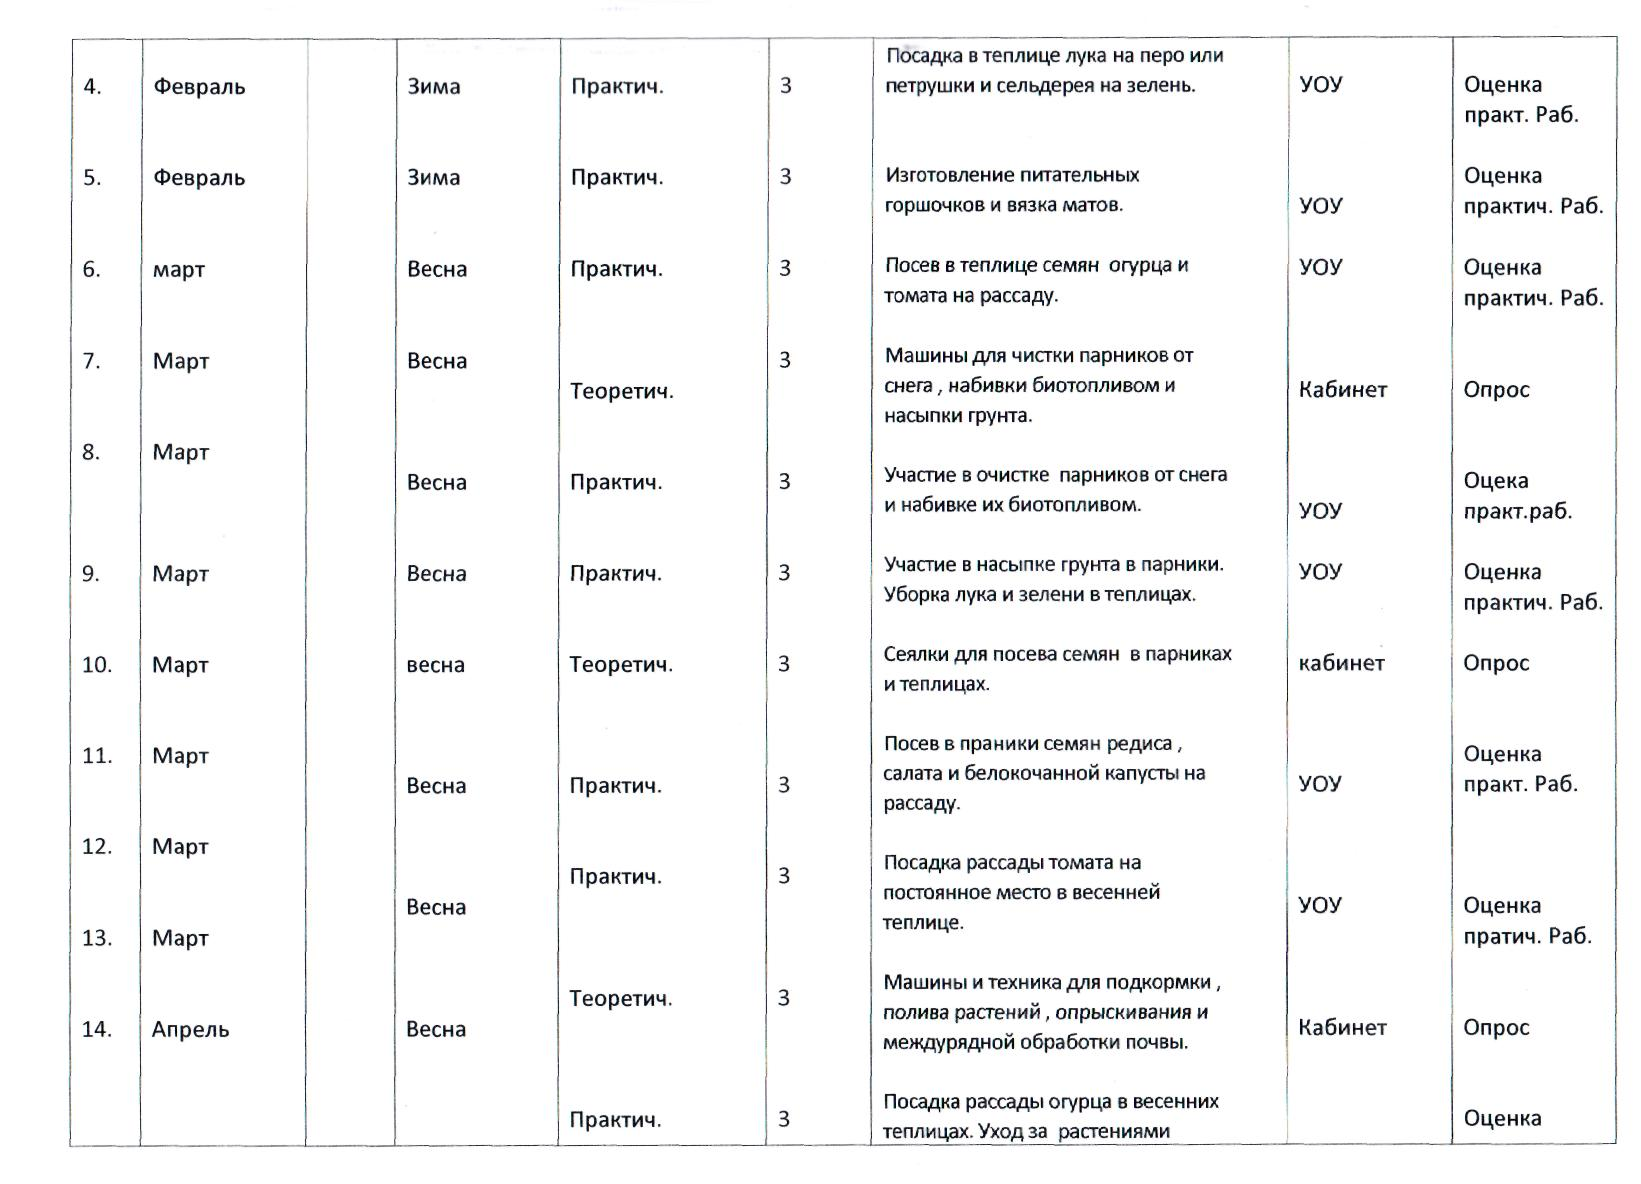 Посадка в теплице лука на перо или
4. Февраль Зима Практич. 3 петрушки и сельдерея на зелень. УОУ Оценка
практ. Раб.
5. Февраль Зима Практич. 3 Изготовление питательных Оценка
горшочков и вязка матов. УОУ практич. Раб.
6. март Весна Практич. 3 Посев в теплице семян огурца и УОУ Оценка
томата на рассаду. практич. Раб.
7. Март Весна 3 Машины для чистки парников от
Теоретич. снега , набивки биотопливом и Кабинет Опрос
насыпки грунта.
8. Март
Весна Практич. 3 Участие в очистке парников от снега Оцека
и набивке их биотопливом. УОУ практ.раб.
9. Март Весна Практич. 3 Участие в насыпке грунта в парники. УОУ Оценка
Уборка лука и зелени в теплицах. практич. Раб.
10. Март весна Теоретич. 3 Сеялки для посева семян в парниках кабинет Опрос
и теплицах.
11. Март Посев в праники семян редиса , Оценка
Весна Практич. 3 салата и белокочанной капусты на УОУ практ. Раб.
рассаду.
12. Март
Практич. 3 Посадка рассады томата на
Весна постоянное место в весенней УОУ Оценка
13. Март теплице. пратич. Раб.
Теоретич. 3 Машины и техника для подкормки ,
полива растений , опрыскивания и
14. Апрель Весна междурядной обработки почвы. Кабинет Опрос
Практич. 3 Посадка рассады огурца в весенних Оценка
теплицах. Уход за растениями